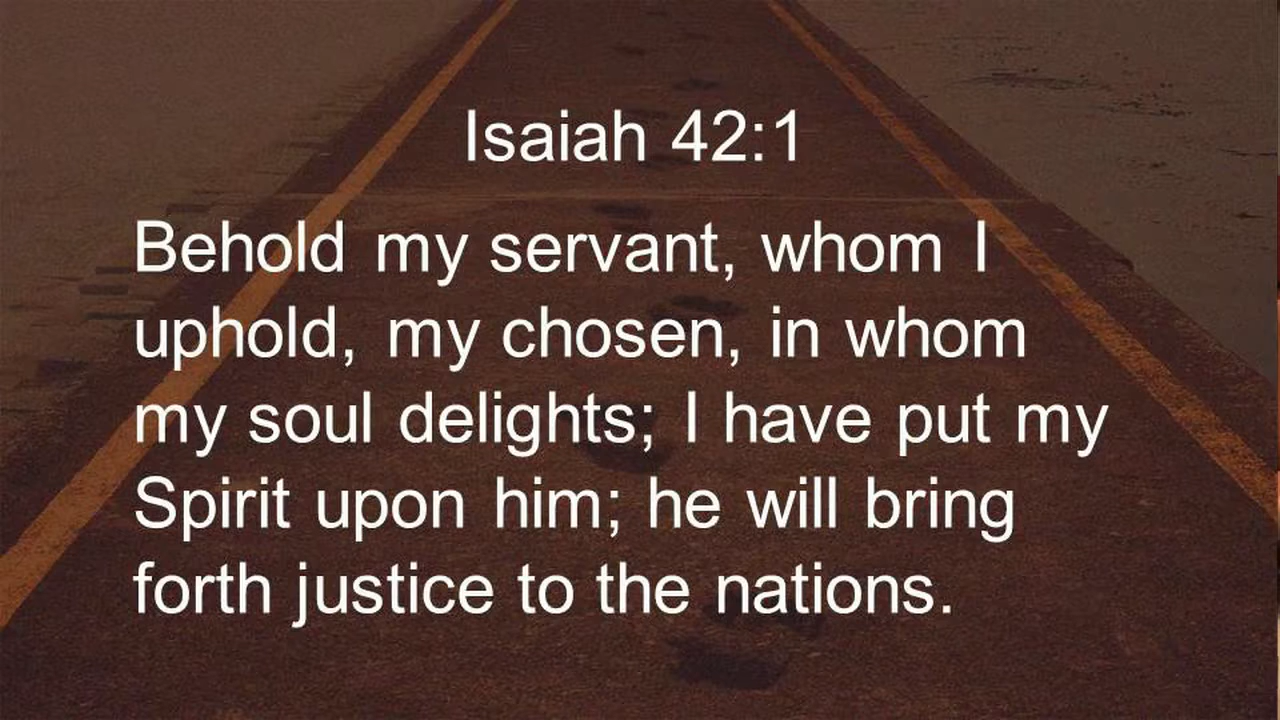 Isaiah 42:1
Behold my servant, whom I
uphold, my chosen, in whom
my soul delights; I have put my
Spirit upon him; he will bring
forth justice to the nations.